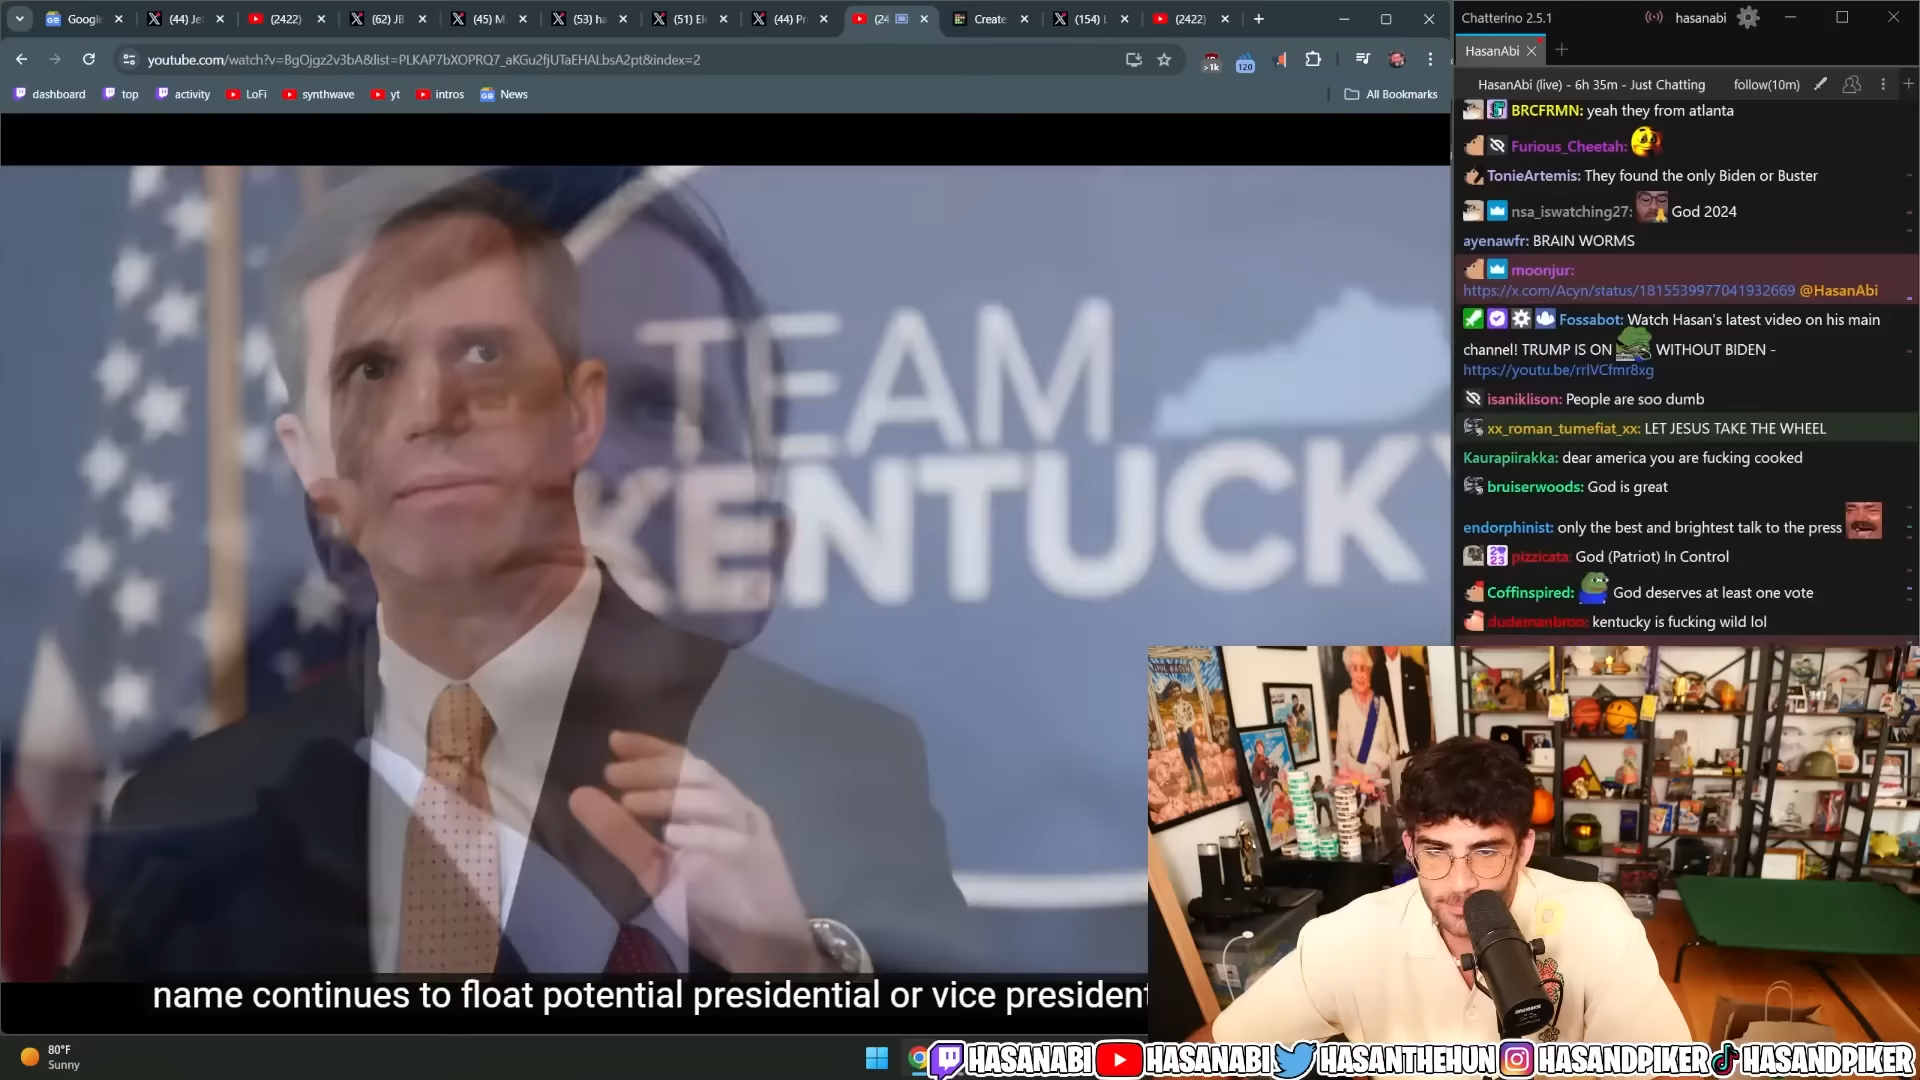 Google
(44) Je
(2422)
(62) JB
(45) M
(53) ha
(51) El
(44) Pr
(24
Create
(154) L
(2422)
youtube.com/watch?v=BgOjgz2v3bA&list=PLKAP7bXOPRQ7_aKGu2fjUTaEHALbsA2pt&index=2
>1k
120
dashboard
top
activity
LoFi
synthwave
yt
intros
News
All Bookmarks
TEAM
KENTUCKY
name continues to float potential presidential or vice president
80°F
Sunny
Chatterino 2.5.1
hasanabi
HasanAbi
HasanAbi (live) - 6h 35m - Just Chatting
follow(10m)
BRCFRMN: yeah they from atlanta
Furious_Cheetah:
TonieArtemis: They found the only Biden or Buster
nsa_iswatching27: God 2024
ayenawfr: BRAIN WORMS
moonjur:
https://x.com/Acyn/status/1815539977041932669 @HasanAbi
Fossabot: Watch Hasan's latest video on his main
channel! TRUMP IS ON WITHOUT BIDEN -
https://youtu.be/rrlVCfmr8xg
isaniklison: People are soo dumb
xx_roman_tumefiat_xx: LET JESUS TAKE THE WHEEL
Kaurapiirakka: dear america you are fucking cooked
bruiserwoods: God is great
endorphinist: only the best and brightest talk to the press
pizzicata: God (Patriot) In Control
Coffinspired: God deserves at least one vote
dudemanbroo: kentucky is fucking wild lol
HASANABI HASANABI HASANTHEHUN HASANDPIKER HASANDPIKER